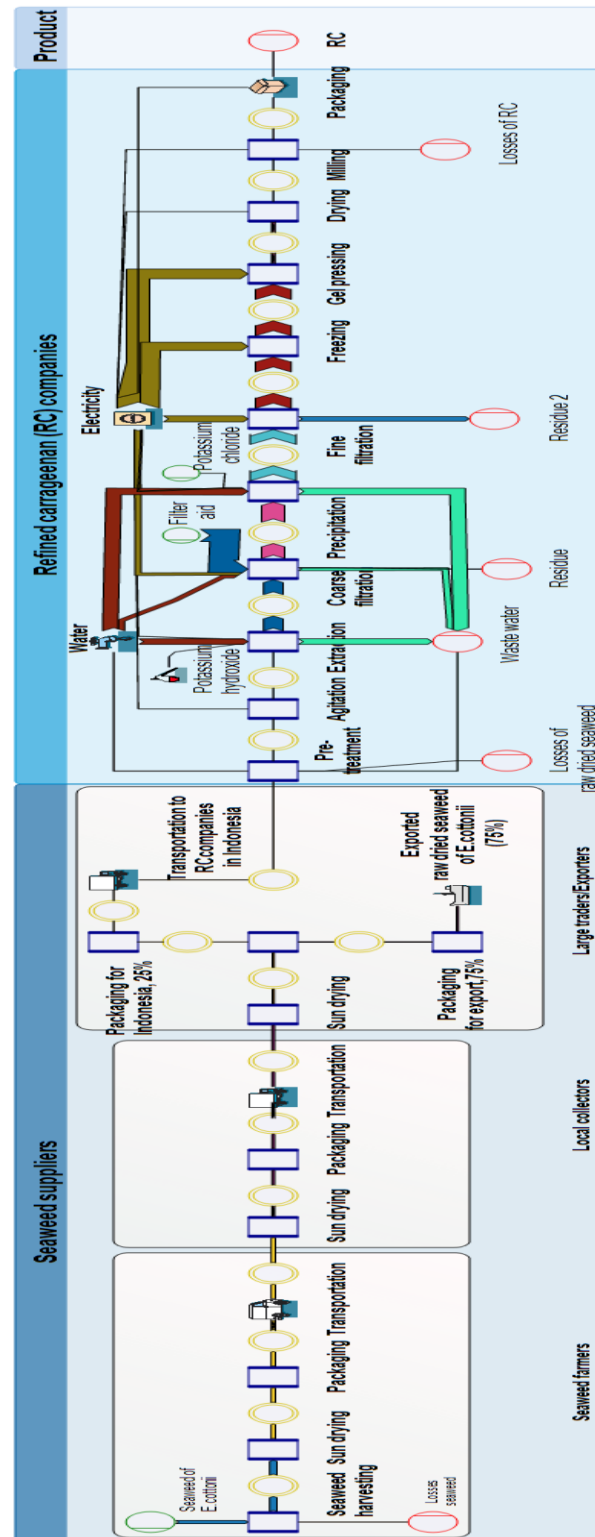 Seaweed suppliers
Refined carrageenan (RC) companies
Product
Seaweed of
E.cottonii
Seaweed
harvesting
Losses
seaweed
Sun drying
Packaging
Transportation
Seaweed farmers
Sun drying
Packaging
Transportation
Local collectors
Sun drying
Packaging for
Indonesia, 25%
Packaging
for export,75%
Transportation to
RCcompanies
in Indonesia
Exported
raw dried seaweed
of E.cottonii
(75%)
Large traders/Exporters
Pre-
treatment
Losses of
raw dried seaweed
Agitation
Water
Potassium
hydroxide
Extraction
Waste water
Filter
aid
Coarse
filtration
Residue
Potassium
chloride
Precipitation
Electricity
Fine
filtration
Residue 2
Freezing
Gel pressing
Drying
Milling
Losses of RC
Packaging
RC